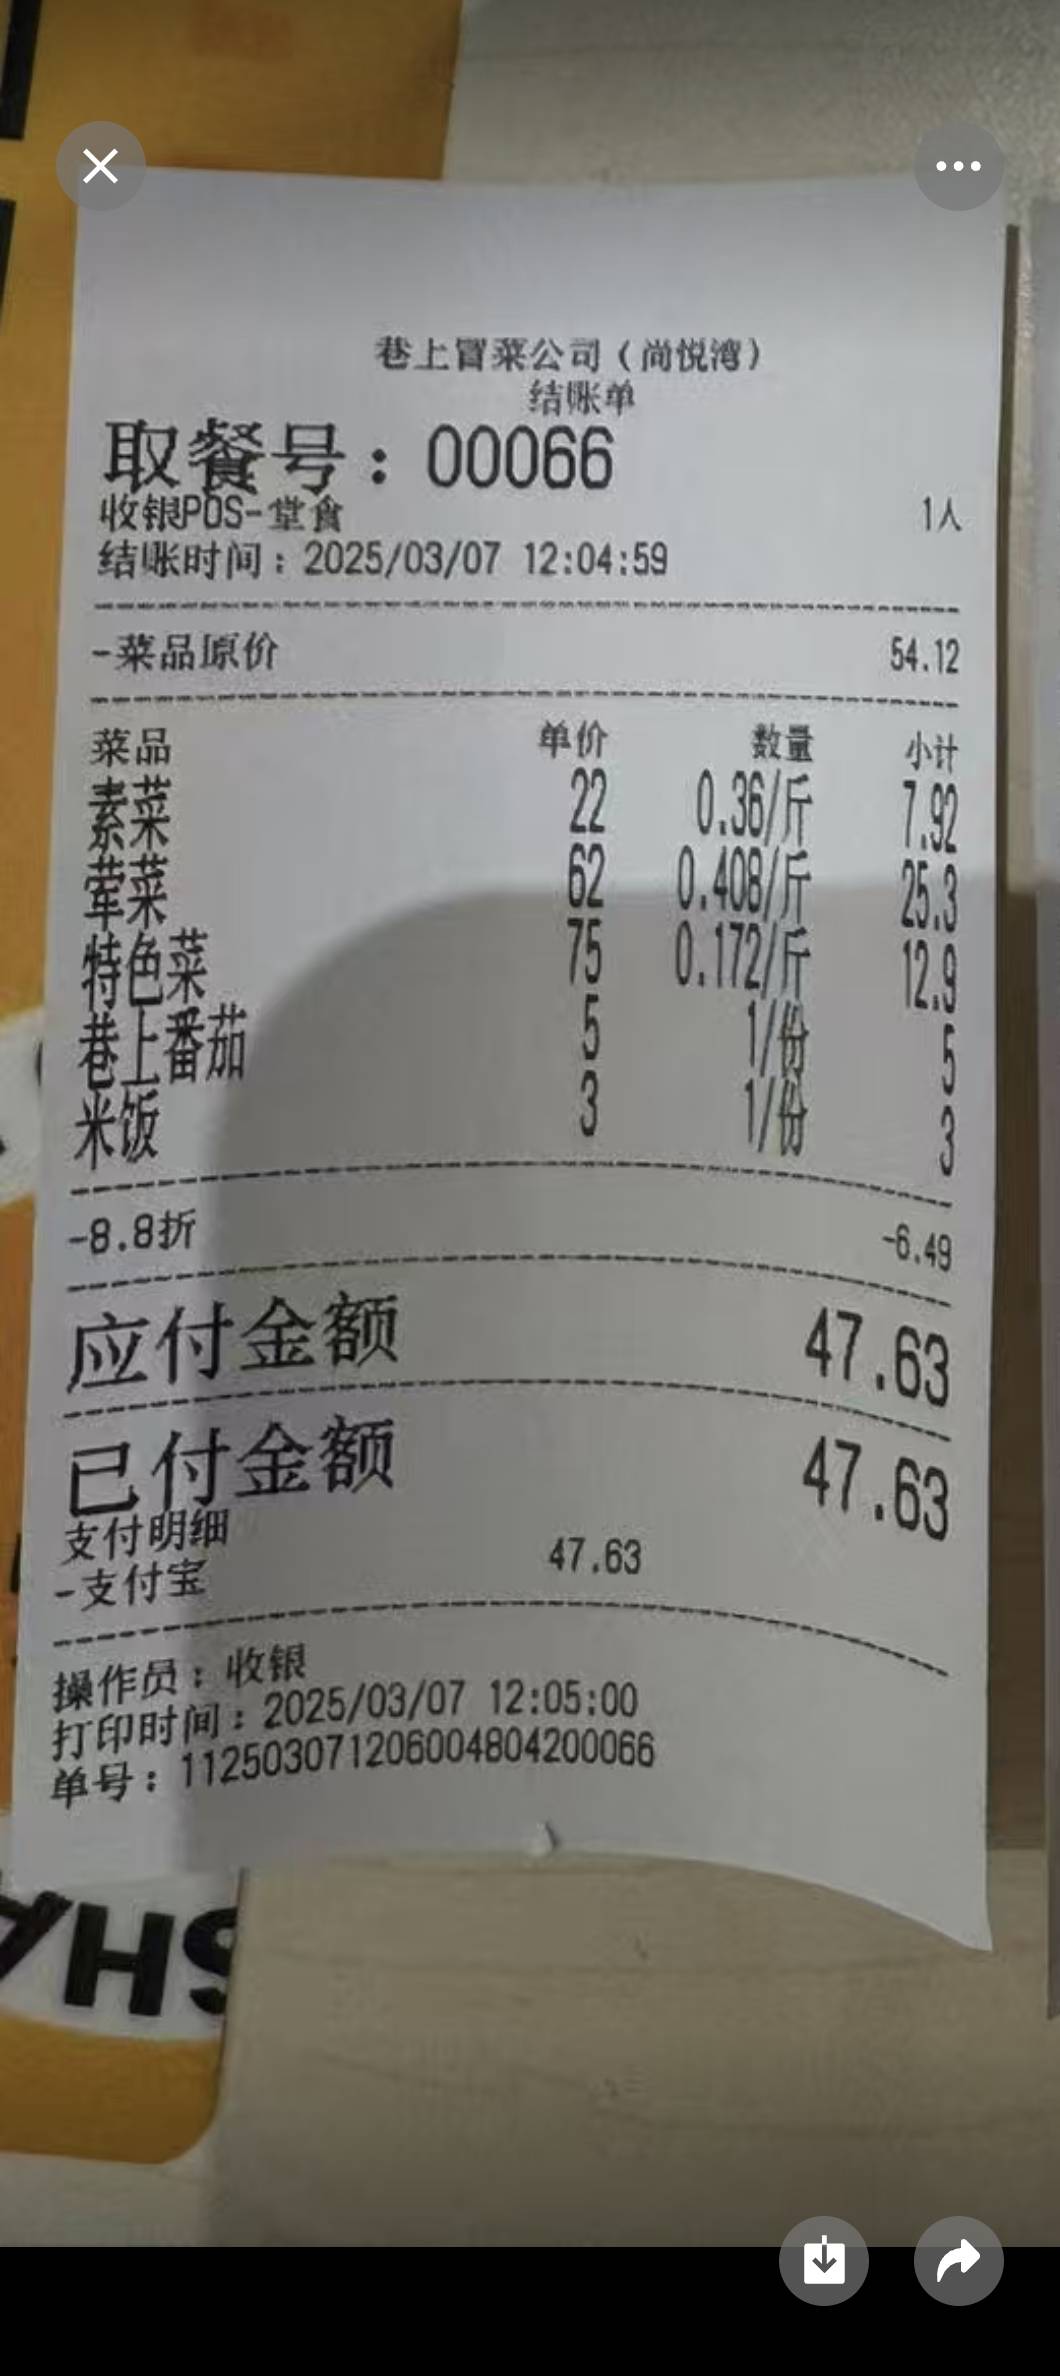 巷上冒菜公司（尚悦湾）
结账单
取餐号：00066
收银POS-堂食 1人
结账时间：2025/03/07 12:04:59
-菜品原价 54.12
菜品 单价 数量 小计
素菜 22 0.36/斤 7.92
荤菜 62 0.408/斤 25.3
特色菜 75 0.172/斤 12.9
巷上番茄 5 1/份 5
米饭 3 1/份 3
-8.8折 -6.49
应付金额 47.63
已付金额 47.63
支付明细
-支付宝 47.63
操作员：收银
打印时间：2025/03/07 12:05:00
单号：112503071206004804200066